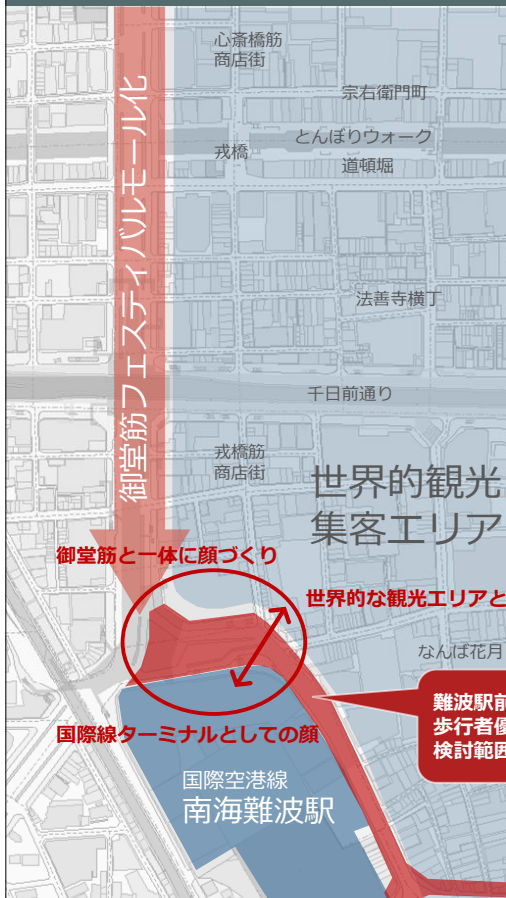 心斎橋筋
商店街
宗右衛門町
とんぼりウォーク
戎橋
道頓堀
御堂筋フェスティバルモール化
法善寺横丁
千日前通り
戎橋筋
商店街
世界的観光
集客エリア
御堂筋と一体に顔づくり
世界的な観光エリアと
なんば花月
難波駅前
歩行者優
検討範囲
国際線ターミナルとしての顔
国際空港線
南海難波駅